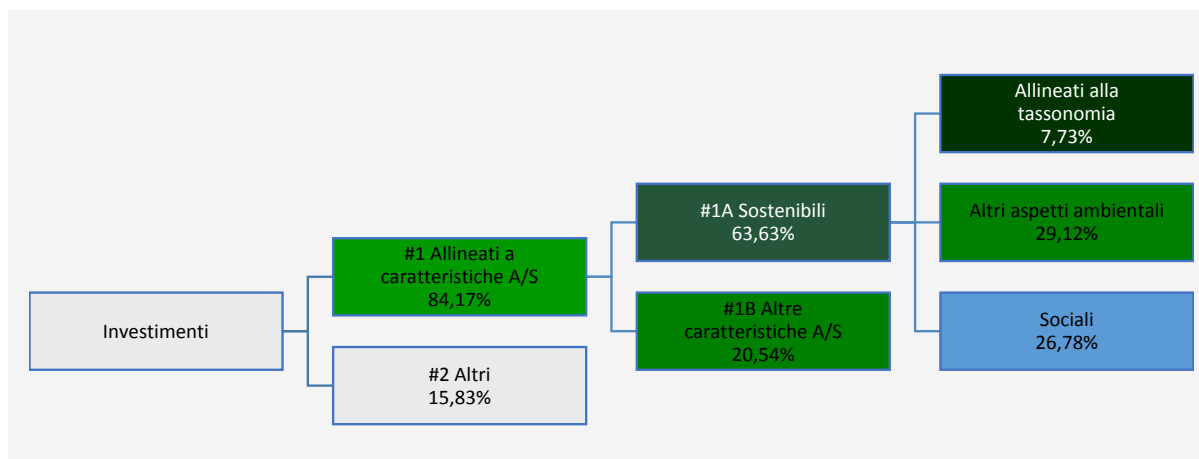 Investimenti
#1 Allineati a
caratteristiche A/S
84,17%
#2 Altri
15,83%
#1A Sostenibili
63,63%
#1B Altre
caratteristiche A/S
20,54%
Allineati alla
tassonomia
7,73%
Altri aspetti ambientali
29,12%
Sociali
26,78%